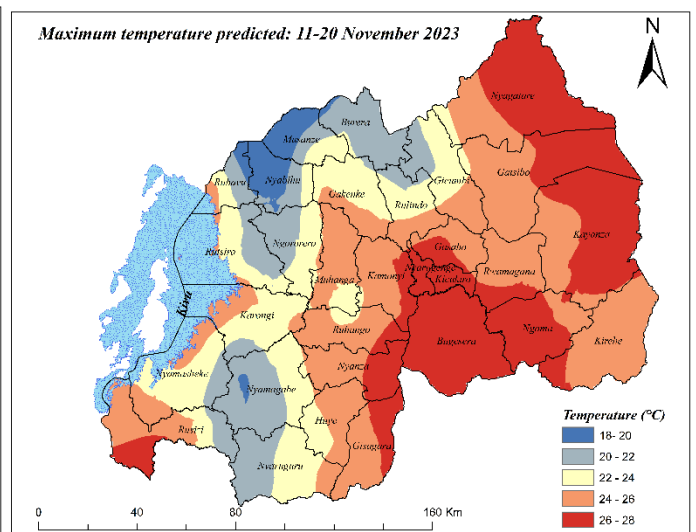 Maximum temperature predicted: 11-20 November 2023
N
Nyagatare
Burera
Musanze
Gatsibo
Rubavu
Nyabihu
Gicumbi
Gakenke
Rulindo
Kayonza
Ngororero
Rutsiro
Gasabo
Nyarugenge
Rwamagana
Kicukiro
Muhanga
Kamonyi
Kivu
Karongi
Ruhango
Bugesera
Ngoma
Kirehe
Nyanza
Nyamasheke
Nyamagabe
Huye
Rusizi
Gisagara
Nyaruguru
Temperature (°C)
18- 20
20 - 22
22 - 24
24 - 26
26 - 28
0 40 80 160 Km